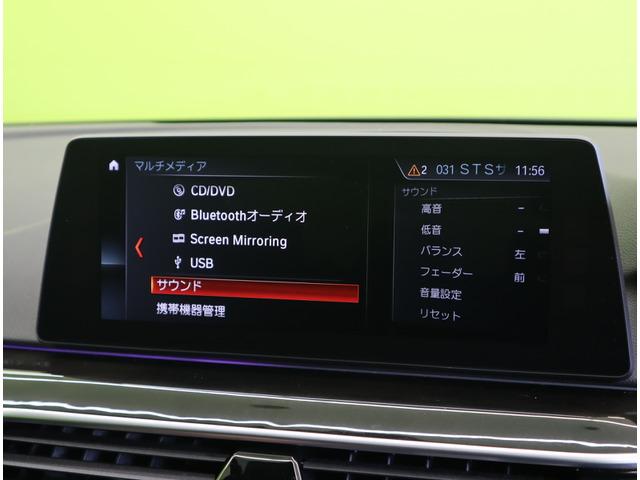 マルチメディア
CD/DVD
Bluetoothオーディオ
Screen Mirroring
USB
サウンド
携帯機器管理
2 031 STSサ 11:56
サウンド
高音 –
低音 –
バランス 左
フェーダー 前
音量設定
リセット